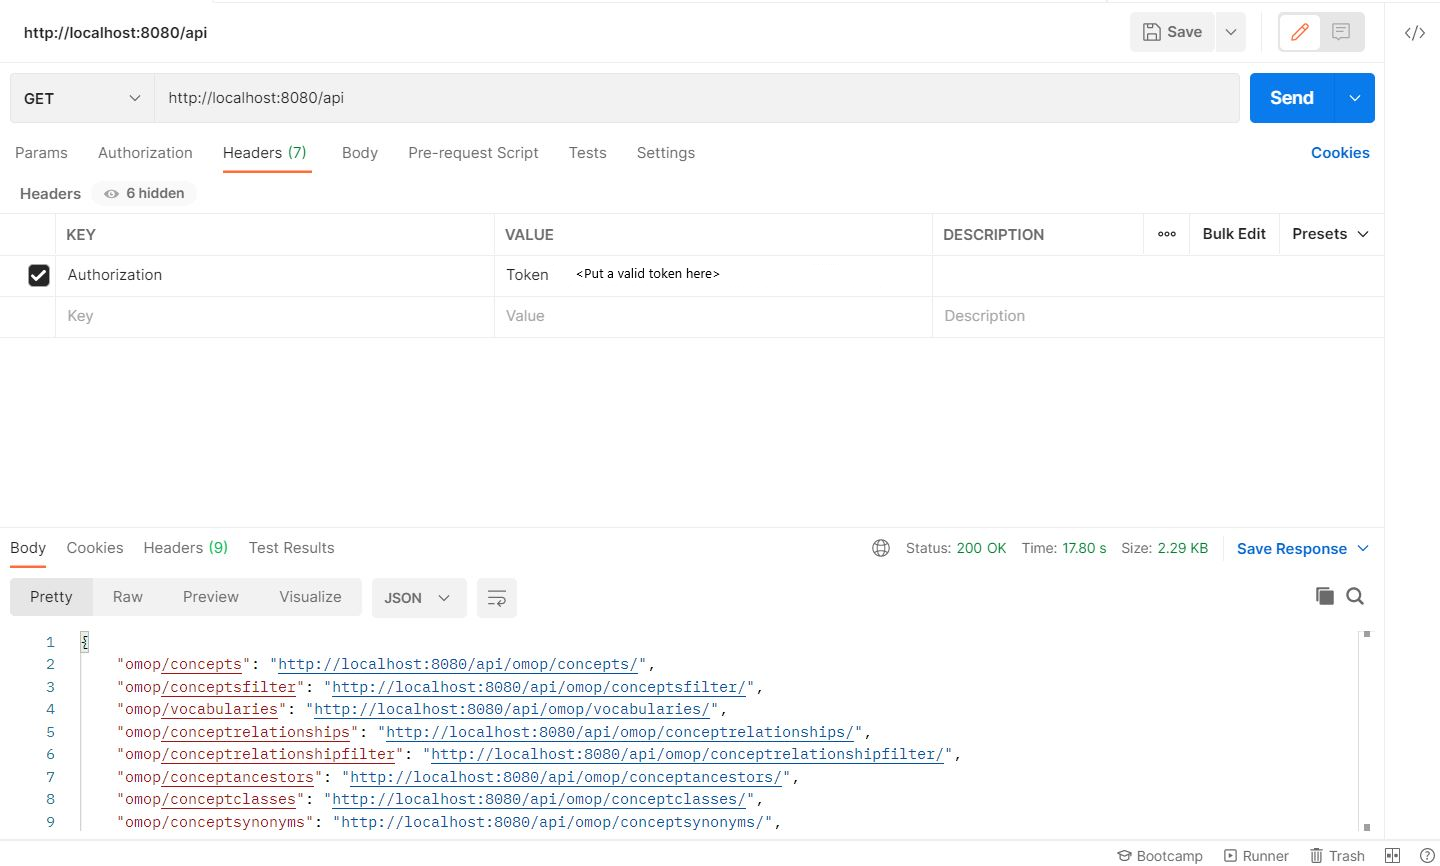 http://localhost:8080/api
Save
GET
http://localhost:8080/api
Send
Params Authorization Headers (7) Body Pre-request Script Tests Settings Cookies
Headers 6 hidden
KEY VALUE DESCRIPTION Bulk Edit Presets
Authorization Token <Put a valid token here>
Key Value Description
Body Cookies Headers (9) Test Results Status: 200 OK Time: 17.80 s Size: 2.29 KB Save Response
Pretty Raw Preview Visualize JSON
1 {
2 "omop/concepts": "http://localhost:8080/api/omop/concepts/",
3 "omop/conceptsfilter": "http://localhost:8080/api/omop/conceptsfilter/",
4 "omop/vocabularies": "http://localhost:8080/api/omop/vocabularies/",
5 "omop/conceptrelationships": "http://localhost:8080/api/omop/conceptrelationships/",
6 "omop/conceptrelationshipfilter": "http://localhost:8080/api/omop/conceptrelationshipfilter/",
7 "omop/conceptancestors": "http://localhost:8080/api/omop/conceptancestors/",
8 "omop/conceptclasses": "http://localhost:8080/api/omop/conceptclasses/",
9 "omop/conceptsynonyms": "http://localhost:8080/api/omop/conceptsynonyms/",
Bootcamp Runner Trash